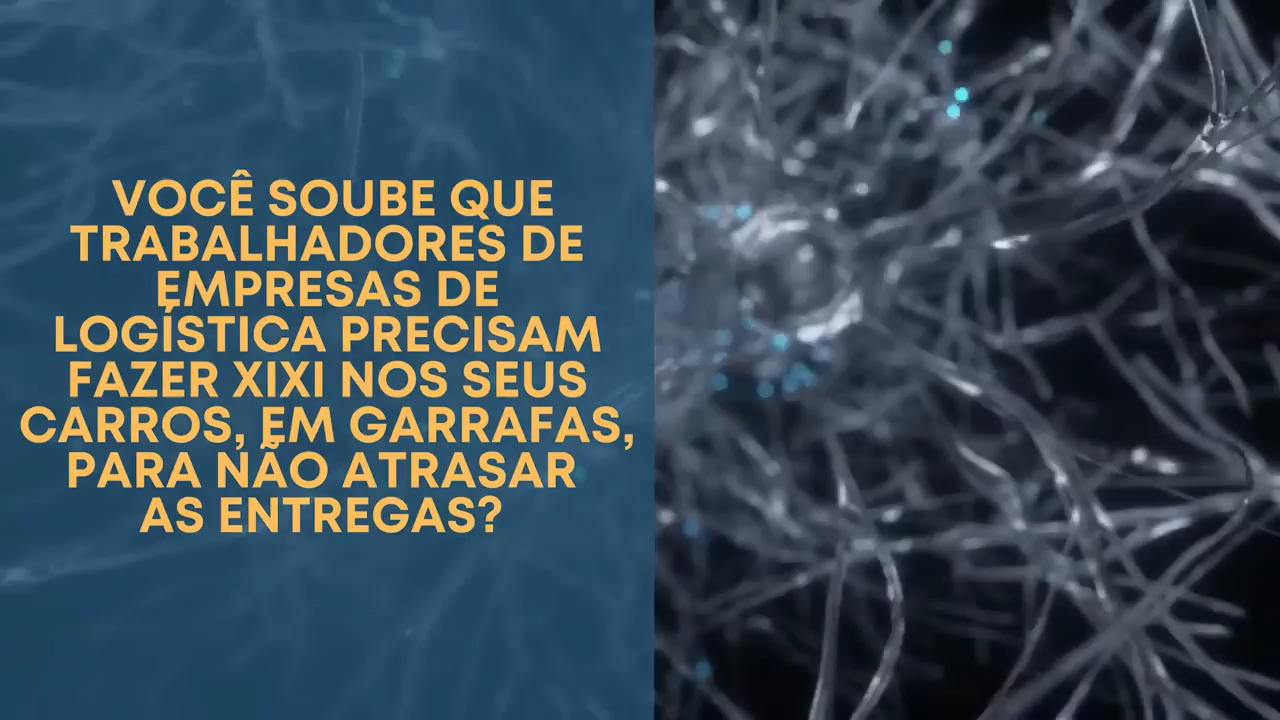 VOCÊ SOUBE QUE
TRABALHADORES DE
EMPRESAS DE
LOGÍSTICA PRECISAM
FAZER XIXI NOS SEUS
CARROS, EM GARRAFAS,
PARA NÃO ATRASAR
AS ENTREGAS?